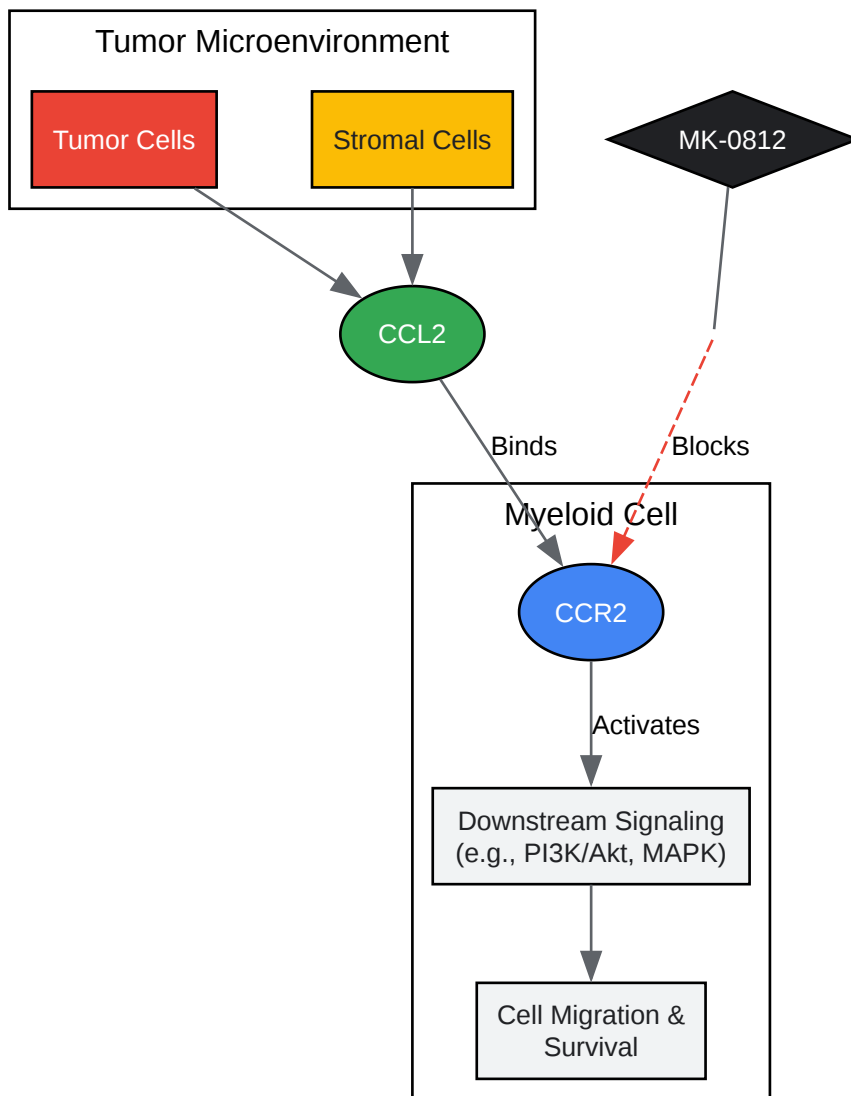 Tumor Microenvironment
Tumor Cells
Stromal Cells
MK-0812
CCL2
Binds
Blocks
Myeloid Cell
CCR2
Activates
Downstream Signaling
(e.g., PI3K/Akt, MAPK)
Cell Migration &
Survival